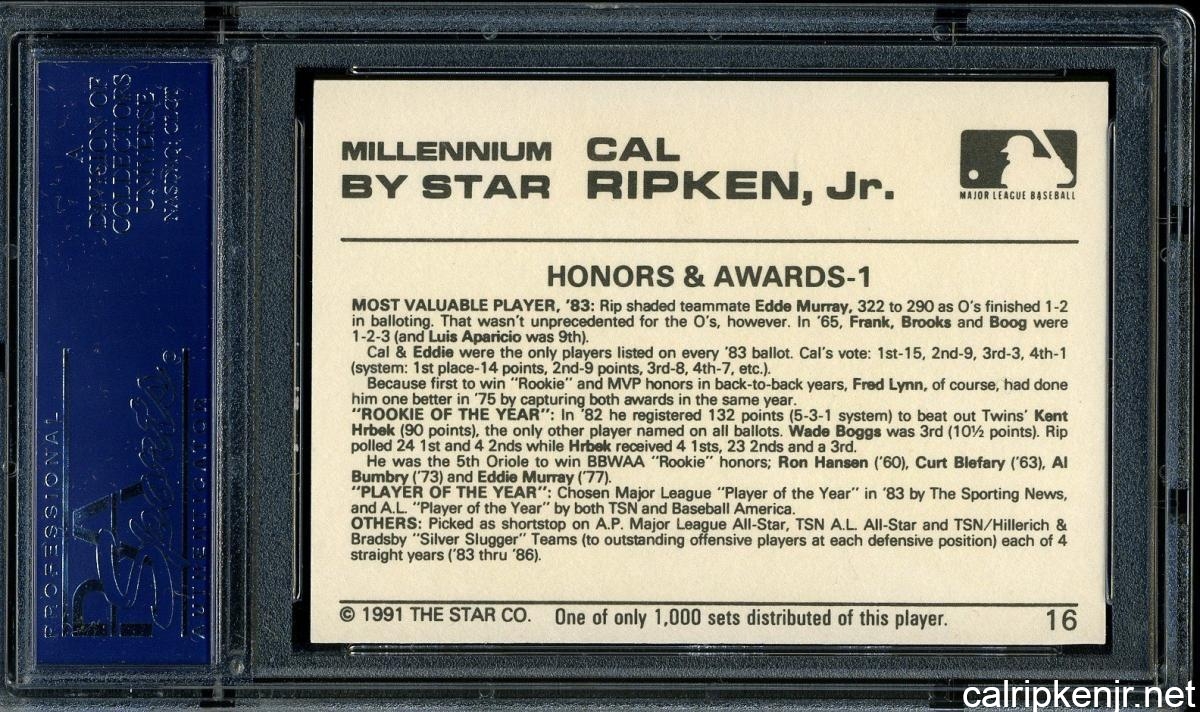 A
DIVISION OF
COLLECTORS
UNIVERSE
NASDAQ: CLCT
PROFESSIONAL
PSA
Sports
AUTHENTICATOR
MILLENNIUM
BY STAR
CAL
RIPKEN, Jr.
MAJOR LEAGUE BASEBALL
HONORS & AWARDS-1
MOST VALUABLE PLAYER, '83: Rip shaded teammate Edde Murray, 322 to 290 as O's finished 1-2
in balloting. That wasn't unprecedented for the O's, however. In '65, Frank, Brooks and Boog were
1-2-3 (and Luis Aparicio was 9th).
Cal & Eddie were the only players listed on every '83 ballot. Cal's vote: 1st-15, 2nd-9, 3rd-3, 4th-1
(system: 1st place-14 points, 2nd-9 points, 3rd-8, 4th-7, etc.).
Because first to win "Rookie" and MVP honors in back-to-back years, Fred Lynn, of course, had done
him one better in '75 by capturing both awards in the same year.
"ROOKIE OF THE YEAR": In '82 he registered 132 points (5-3-1 system) to beat out Twins' Kent
Hrbek (90 points), the only other player named on all ballots. Wade Boggs was 3rd (10½ points). Rip
polled 24 1st and 4 2nds while Hrbek received 4 1sts, 23 2nds and a 3rd.
He was the 5th Oriole to win BBWAA "Rookie" honors; Ron Hansen ('60), Curt Blefary ('63), Al
Bumbry ('73) and Eddie Murray ('77).
"PLAYER OF THE YEAR": Chosen Major League "Player of the Year" in '83 by The Sporting News,
and A.L. "Player of the Year" by both TSN and Baseball America.
OTHERS: Picked as shortstop on A.P. Major League All-Star, TSN A.L. All-Star and TSN/Hillerich &
Bradsby "Silver Slugger" Teams (to outstanding offensive players at each defensive position) each of 4
straight years ('83 thru '86).
© 1991 THE STAR CO. One of only 1,000 sets distributed of this player.
16
calripkenjr.net